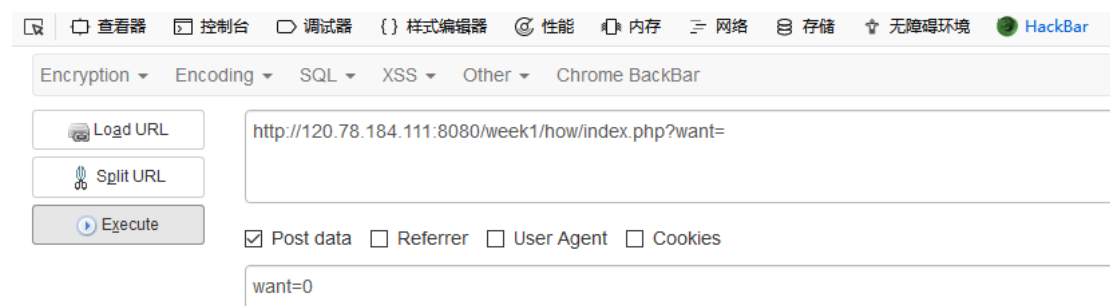 查看器 控制台 调试器 {} 样式编辑器 性能 内存 网络 存储 无障碍环境 HackBar
Encryption Encoding SQL XSS Other Chrome BackBar
Load URL
http://120.78.184.111:8080/week1/how/index.php?want=
Split URL
Execute
Post data Referrer User Agent Cookies
want=0